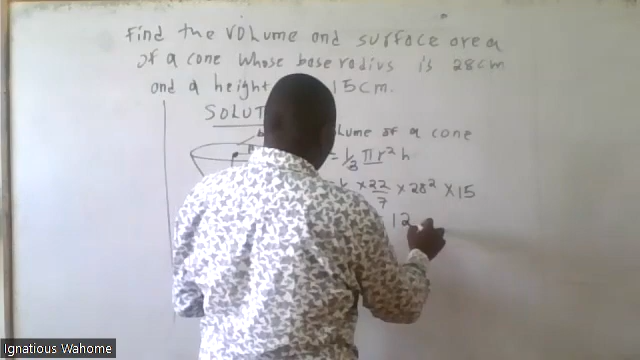 Find the volume and surface area
of a cone whose base radius is 28cm
and a height 15cm.
SOLUT
lume of a cone
= 1/3 πr² h
× 22/7 × 28² × 15
12
Ignatious Wahome